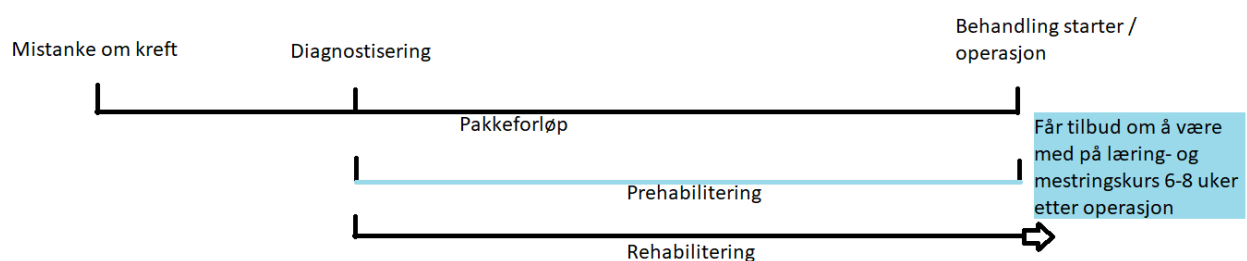 Mistanke om kreft
Diagnostisering
Behandling starter /
operasjon
Pakkeforløp
Får tilbud om å være
med på læring- og
mestringskurs 6-8 uker
etter operasjon
Prehabilitering
Rehabilitering